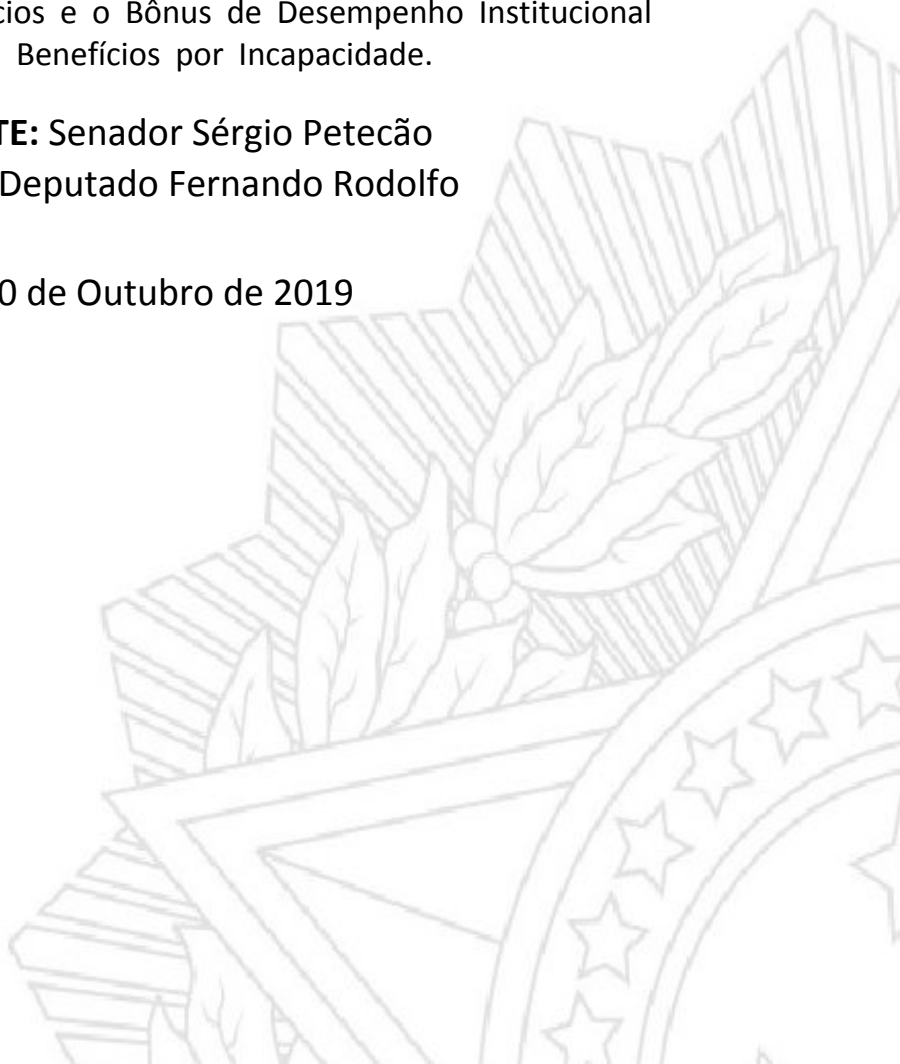 cios e o Bônus de Desempenho Institucional
Benefícios por Incapacidade.
TE: Senador Sérgio Petecão
Deputado Fernando Rodolfo
0 de Outubro de 2019